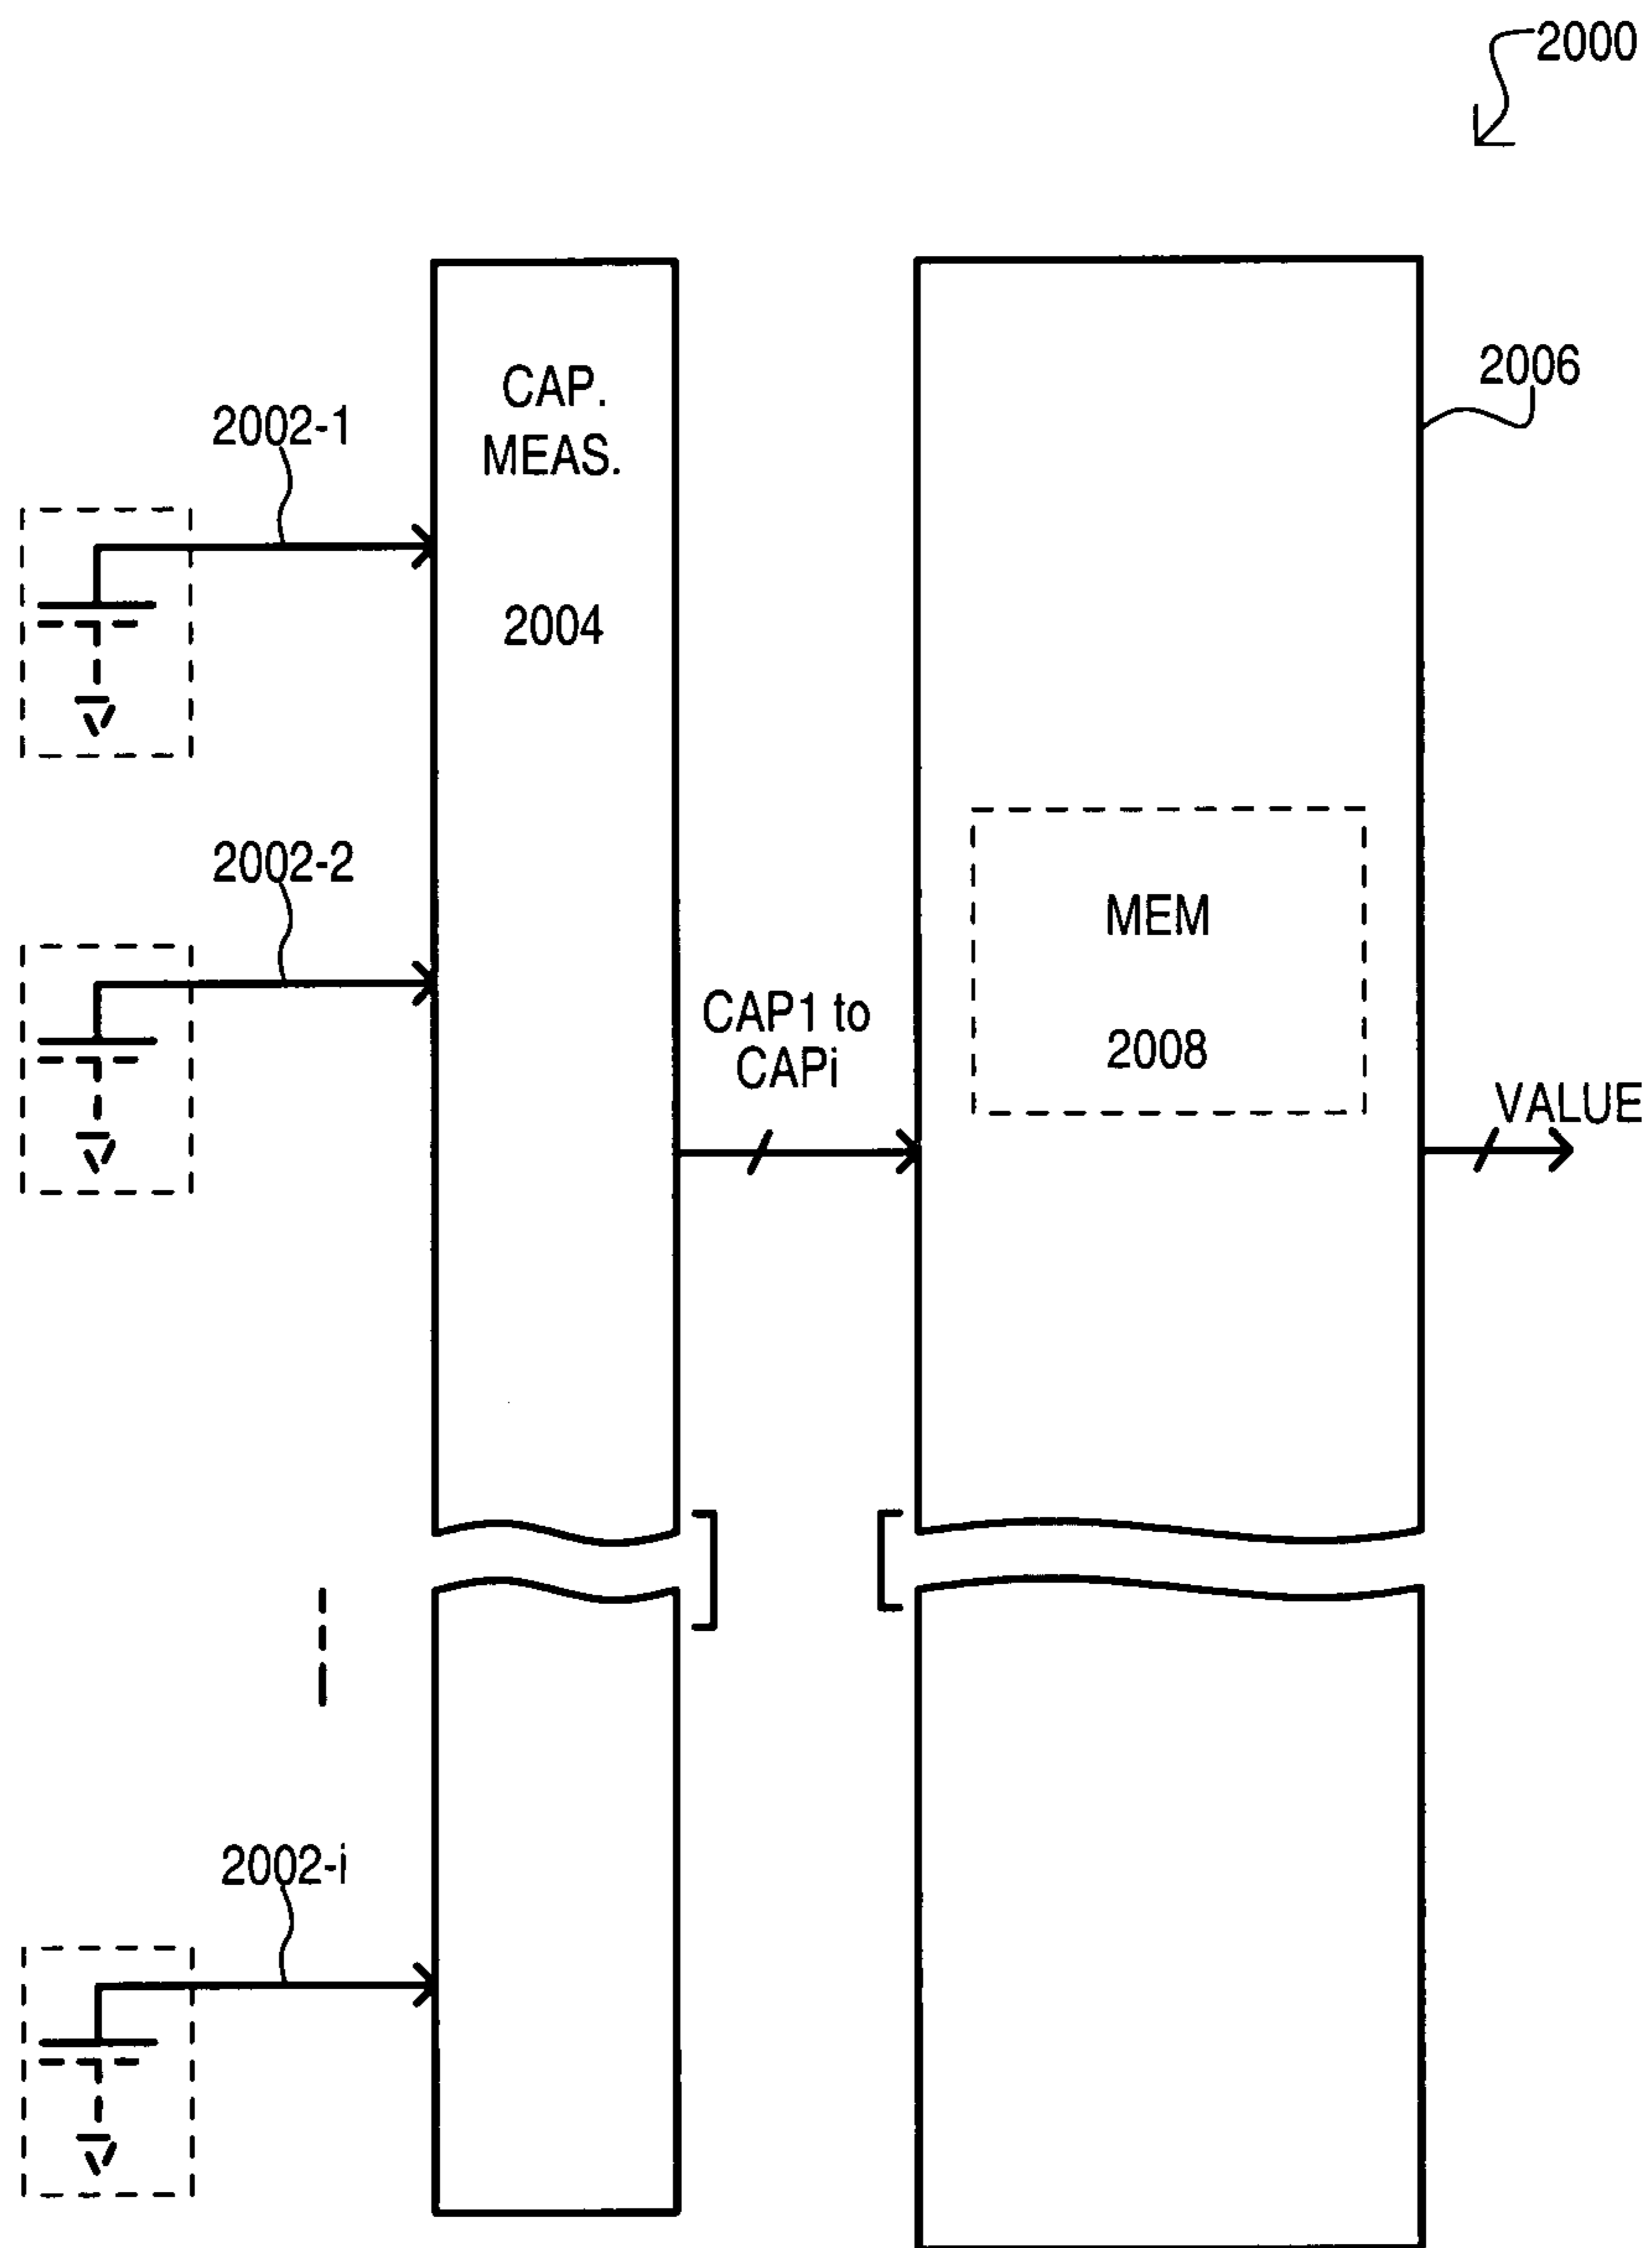 2000
2006
CAP.
MEAS.
2002-1
2004
2002-2
MEM
CAP1 to
CAPi
2008
VALUE
2002-i